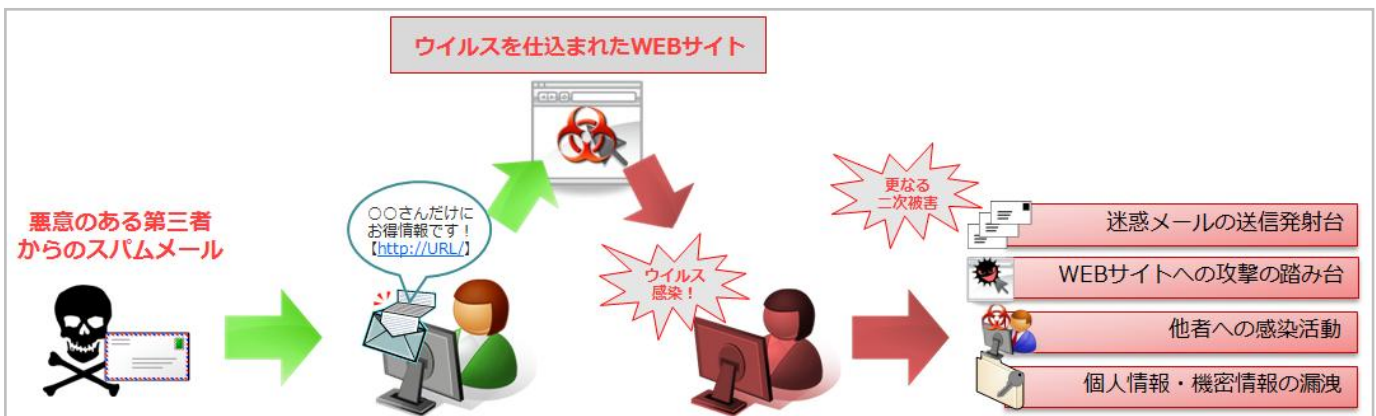 ウイルスを仕込まれたWEBサイト
悪意のある第三者
からのスパムメール
〇〇さんだけに
お得情報です！
【http://URL/】
ウイルス
感染！
更なる
二次被害
迷惑メールの送信発射台
WEBサイトへの攻撃の踏み台
他者への感染活動
個人情報・機密情報の漏洩